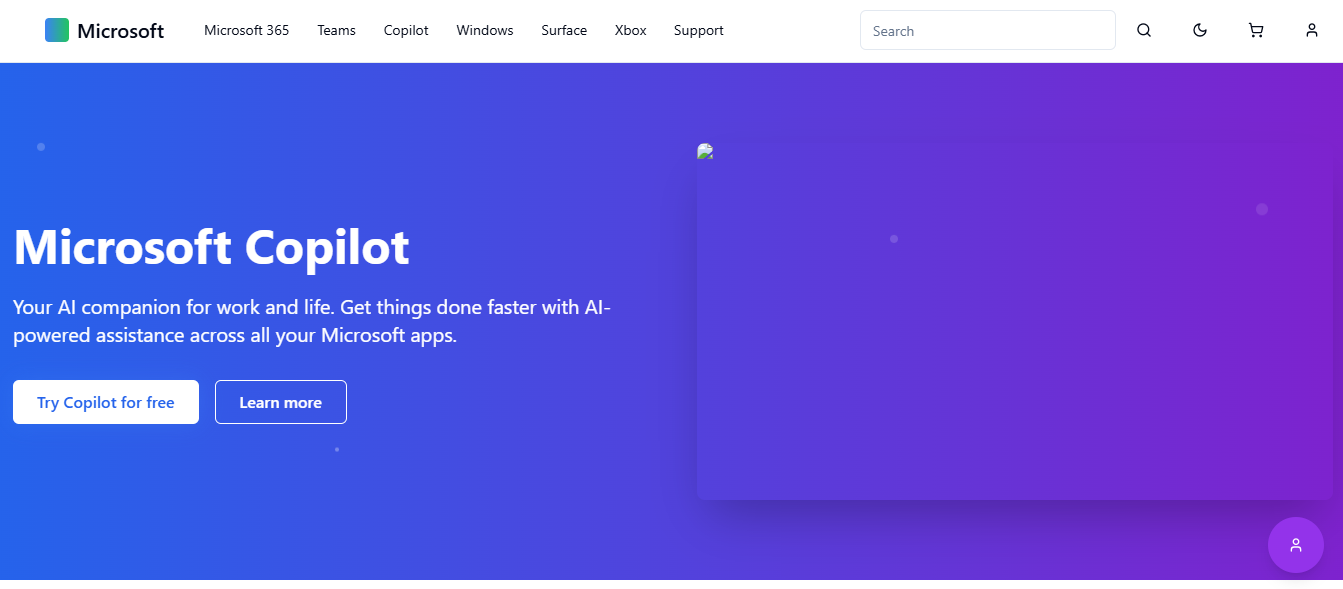 Microsoft
Microsoft 365
Teams
Copilot
Windows
Surface
Xbox
Support
Search
Microsoft Copilot
Your AI companion for work and life. Get things done faster with AI-
powered assistance across all your Microsoft apps.
Try Copilot for free
Learn more